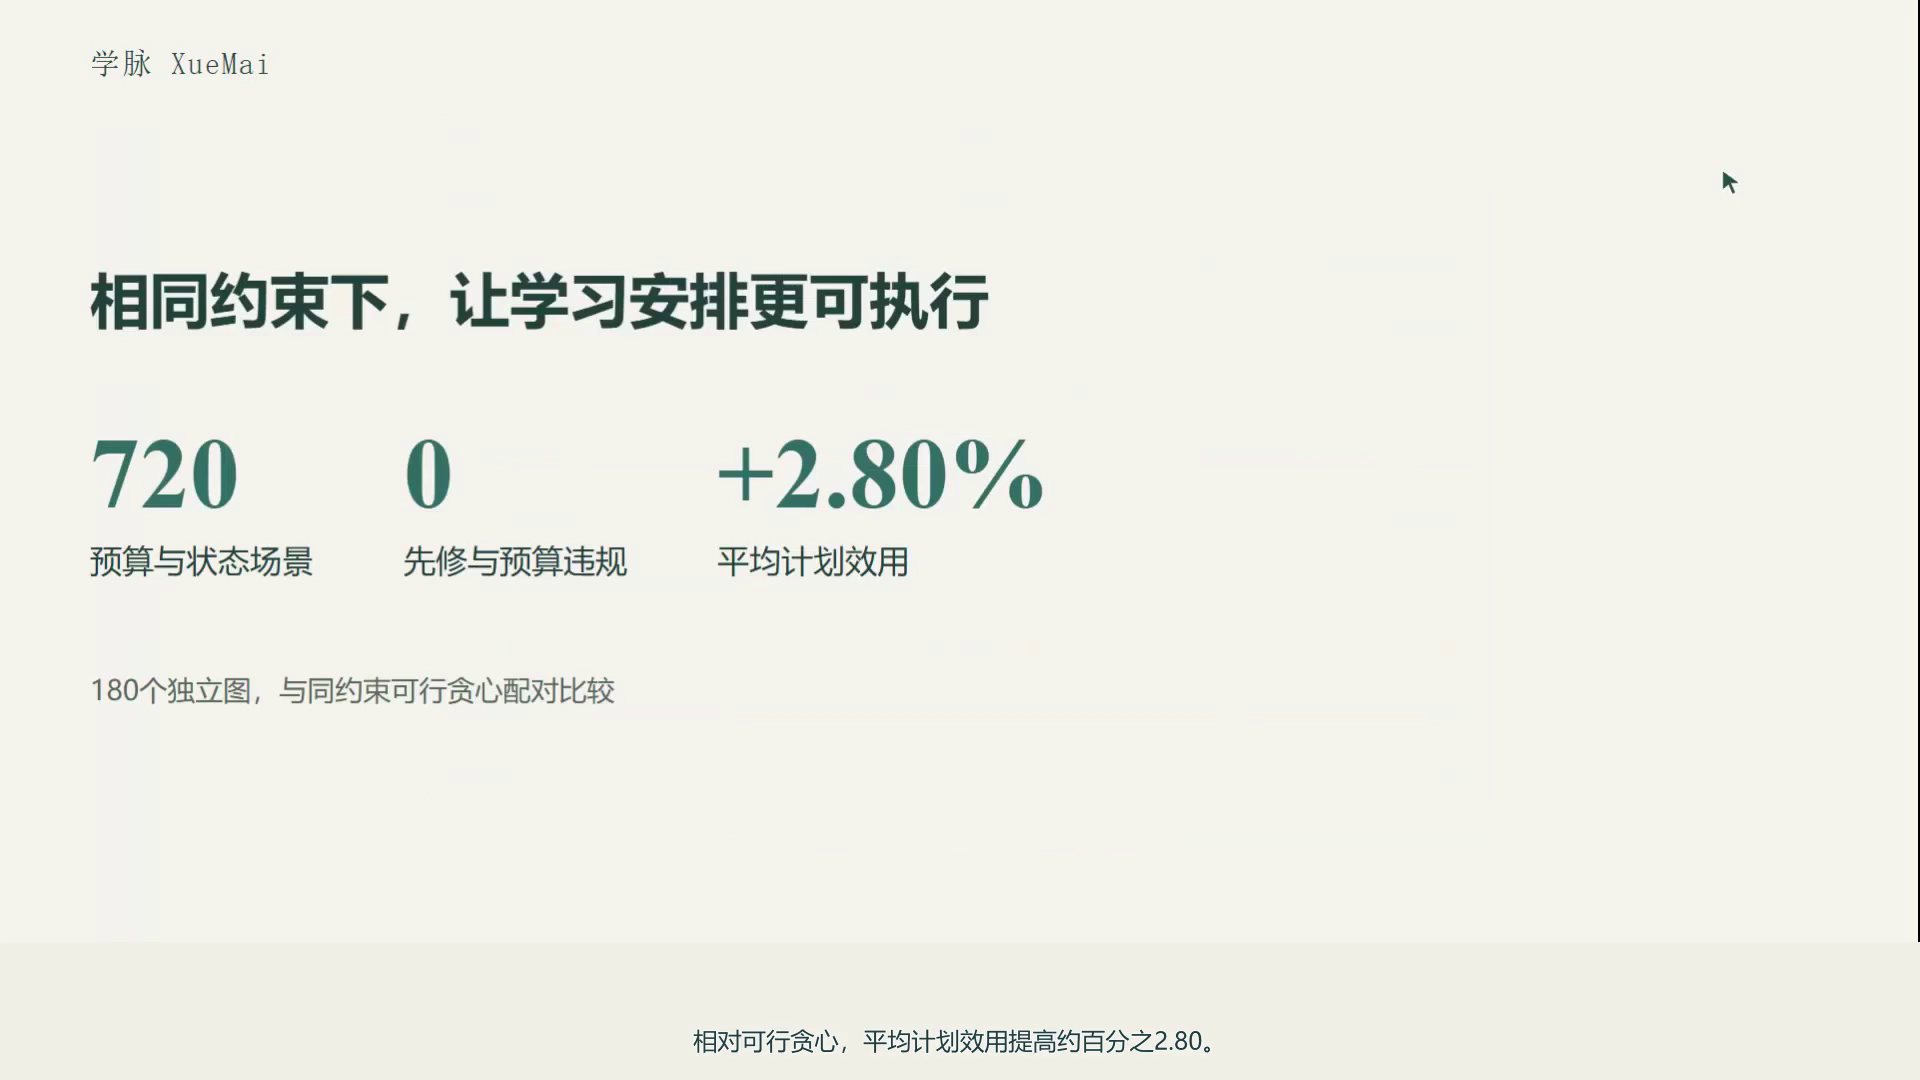 学脉 XueMai
相同约束下，让学习安排更可执行
720
0
+2.80%
预算与状态场景
先修与预算违规
平均计划效用
180个独立图，与同约束可行贪心配对比较
相对可行贪心，平均计划效用提高约百分之2.80。